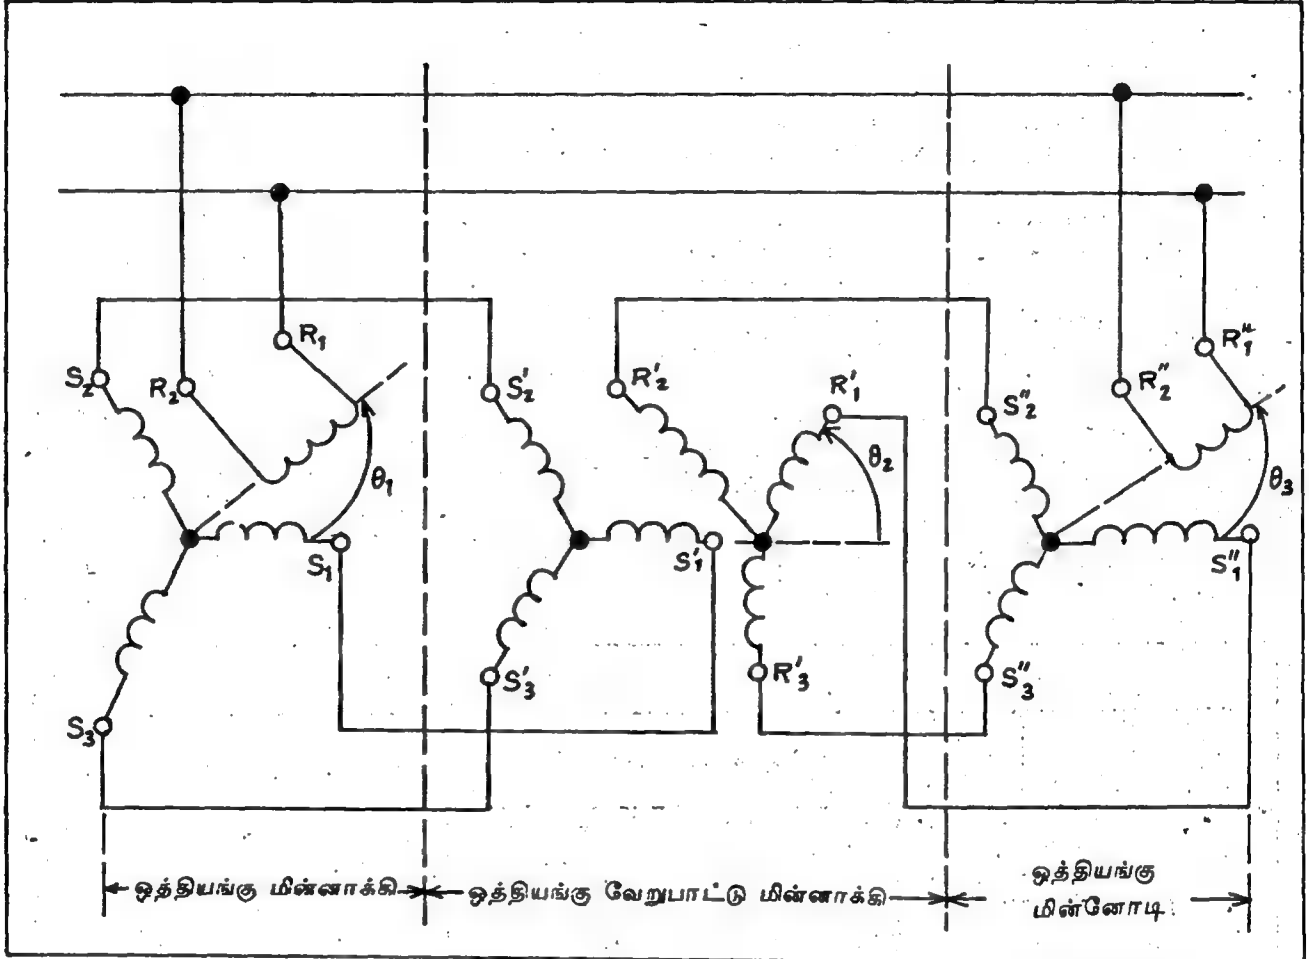 R₁
S₂
R₂
θ₁
S₁
S₃
S′₂
S′₁
S′₃
R′₂
R′₁
θ₂
R′₃
R″₁
R″₂
S″₂
θ₃
S″₁
S″₃
ஒத்தியங்கு மின்னாக்கி
ஒத்தியங்கு வேறுபாட்டு மின்னாக்கி
ஒத்தியங்கு
மின்னோடி